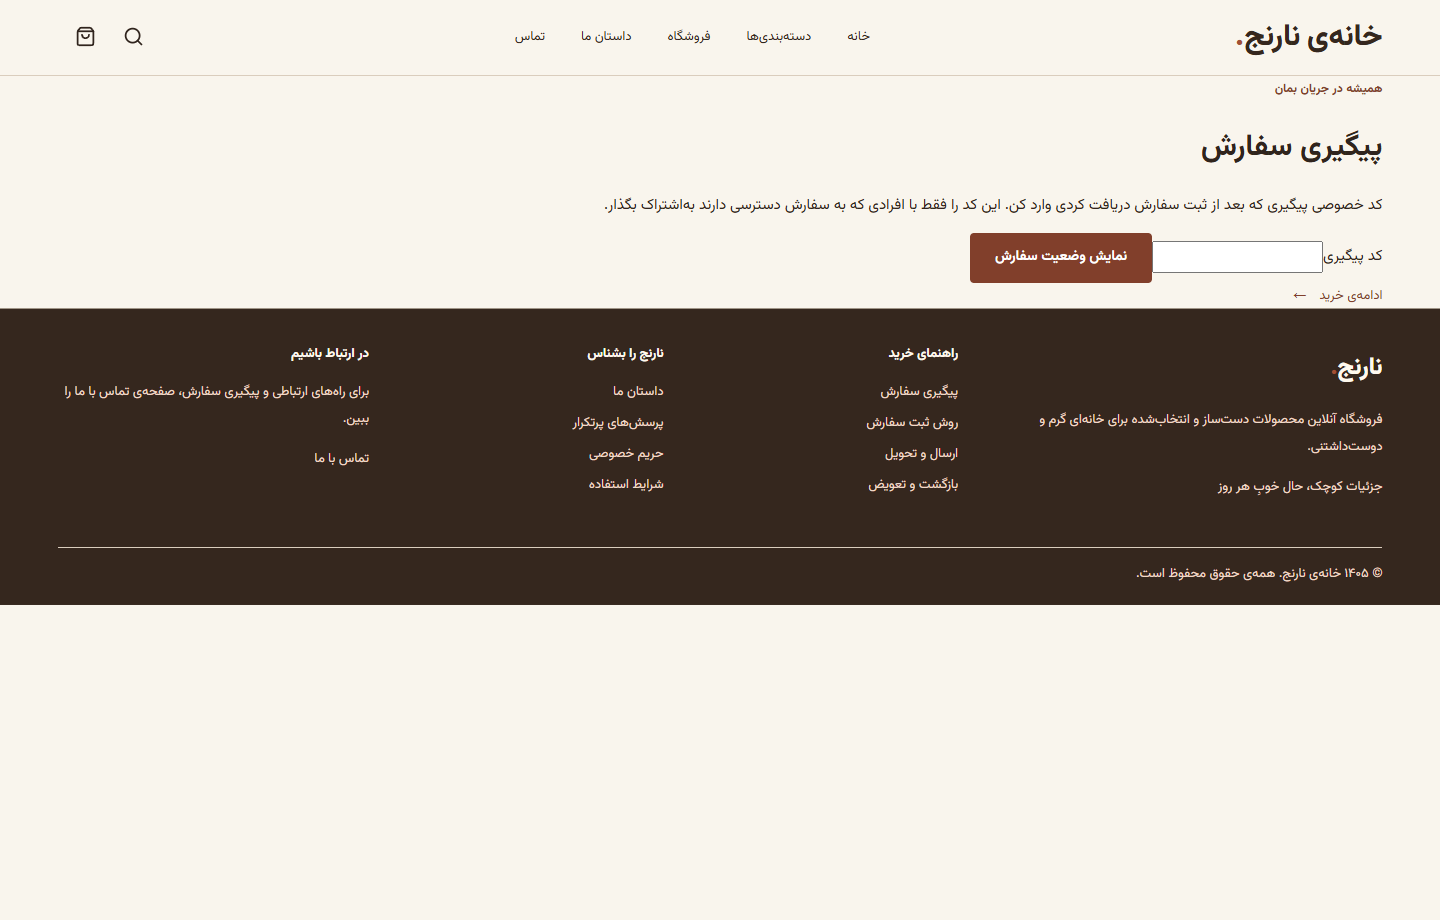 خانه‌ی نارنج.
خانه
دسته‌بندی‌ها
فروشگاه
داستان ما
تماس
همیشه در جریان بمان
پیگیری سفارش
کد خصوصی پیگیری که بعد از ثبت سفارش دریافت کردی وارد کن. این کد را فقط با افرادی که به سفارش دسترسی دارند به‌اشتراک بگذار.
کد پیگیری
نمایش وضعیت سفارش
ادامه‌ی خرید ←
نارنج.
فروشگاه آنلاین محصولات دست‌ساز و انتخاب‌شده برای خانه‌ای گرم و
دوست‌داشتنی.
جزئیات کوچک، حال خوبِ هر روز
راهنمای خرید
پیگیری سفارش
روش ثبت سفارش
ارسال و تحویل
بازگشت و تعویض
نارنج را بشناس
داستان ما
پرسش‌های پرتکرار
حریم خصوصی
شرایط استفاده
در ارتباط باشیم
برای راه‌های ارتباطی و پیگیری سفارش، صفحه‌ی تماس با ما را
ببین.
تماس با ما
© ۱۴۰۵ خانه‌ی نارنج. همه‌ی حقوق محفوظ است.